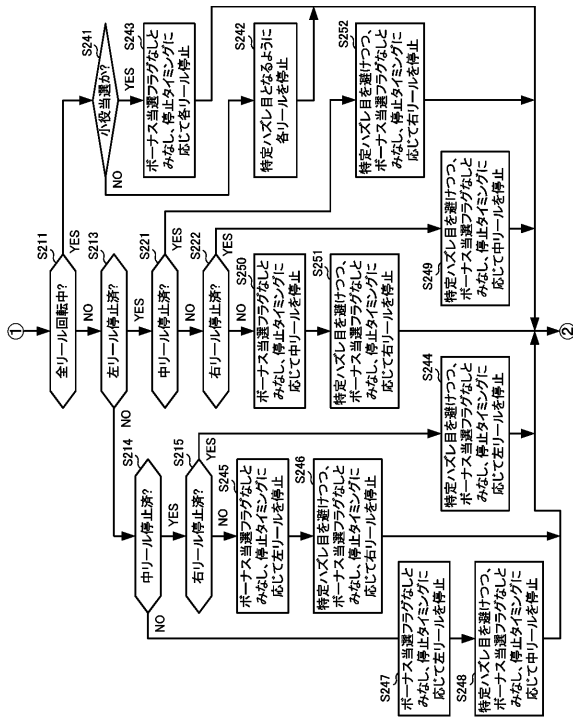 ①
S211
全リール回転中?
YES
NO
S241
小役当選か?
YES
NO
S243
ボーナス当選フラグなしと
みなし、停止タイミングに
応じて各リール停止
S242
特定ハズレ目となるように
各リールを停止
S213
左リール停止済?
YES
NO
S221
中リール停止済?
YES
NO
S252
特定ハズレ目を避けつつ、
ボーナス当選フラグなしと
みなし、停止タイミングに
応じて右リールを停止
S222
右リール停止済?
YES
NO
S249
特定ハズレ目を避けつつ、
ボーナス当選フラグなしと
みなし、停止タイミングに
応じて中リールを停止
S250
ボーナス当選フラグなしと
みなし、停止タイミングに
応じて中リールを停止
S251
特定ハズレ目を避けつつ、
ボーナス当選フラグなしと
みなし、停止タイミングに
応じて右リールを停止
S214
中リール停止済?
YES
NO
S215
右リール停止済?
YES
NO
S244
特定ハズレ目を避けつつ、
ボーナス当選フラグなしと
みなし、停止タイミングに
応じて左リールを停止
S245
ボーナス当選フラグなしと
みなし、停止タイミングに
応じて左リールを停止
S246
特定ハズレ目を避けつつ、
ボーナス当選フラグなしと
みなし、停止タイミングに
応じて右リールを停止
S247
ボーナス当選フラグなしと
みなし、停止タイミングに
応じて左リールを停止
S248
特定ハズレ目を避けつつ、
ボーナス当選フラグなしと
みなし、停止タイミングに
応じて中リールを停止
②